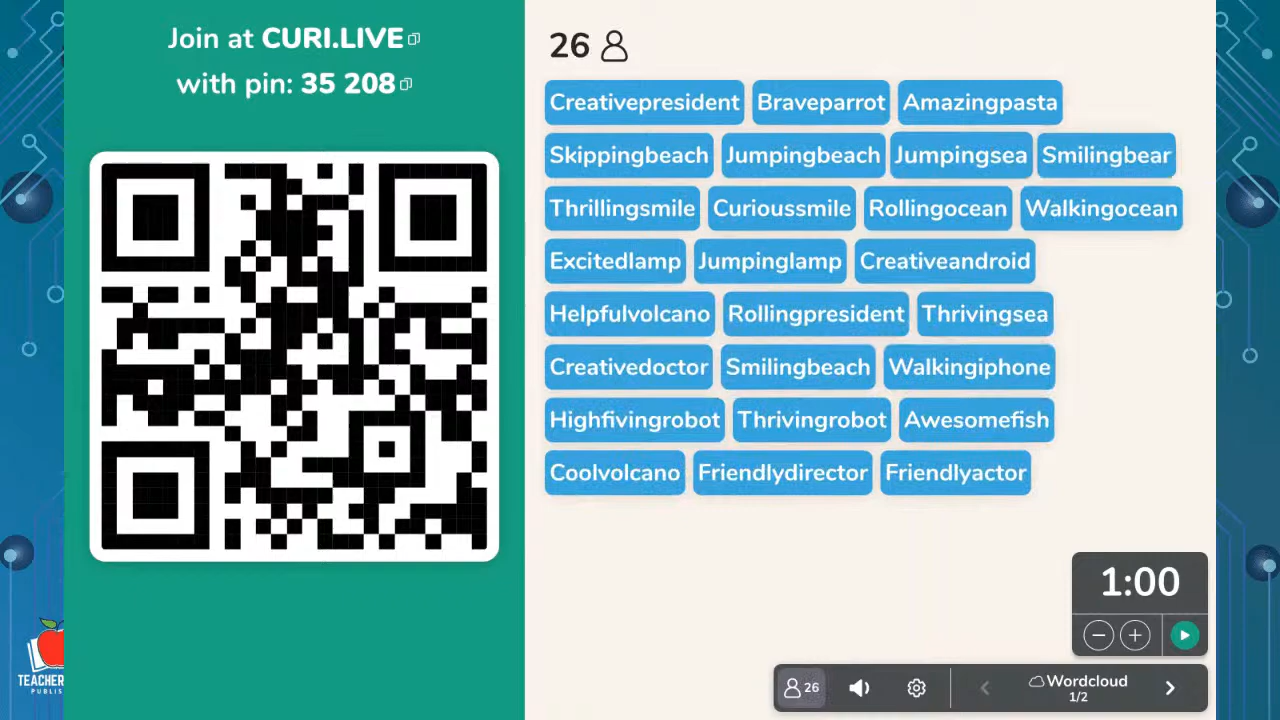 Join at CURI.LIVE
with pin: 35 208
26
Creativepresident Braveparrot Amazingpasta
Skippingbeach Jumpingbeach Jumpingsea Smilingbear
Thrillingsmile Curioussmile Rollingocean Walkingocean
Excitedlamp Jumpinglamp Creativeandroid
Helpfulvolcano Rollingpresident Thrivingsea
Creativedoctor Smilingbeach Walkingiphone
Highfivingrobot Thrivingrobot Awesomefish
Coolvolcano Friendlydirector Friendlyactor
1:00
26
Wordcloud
1/2
TEACHER
PUBLIS